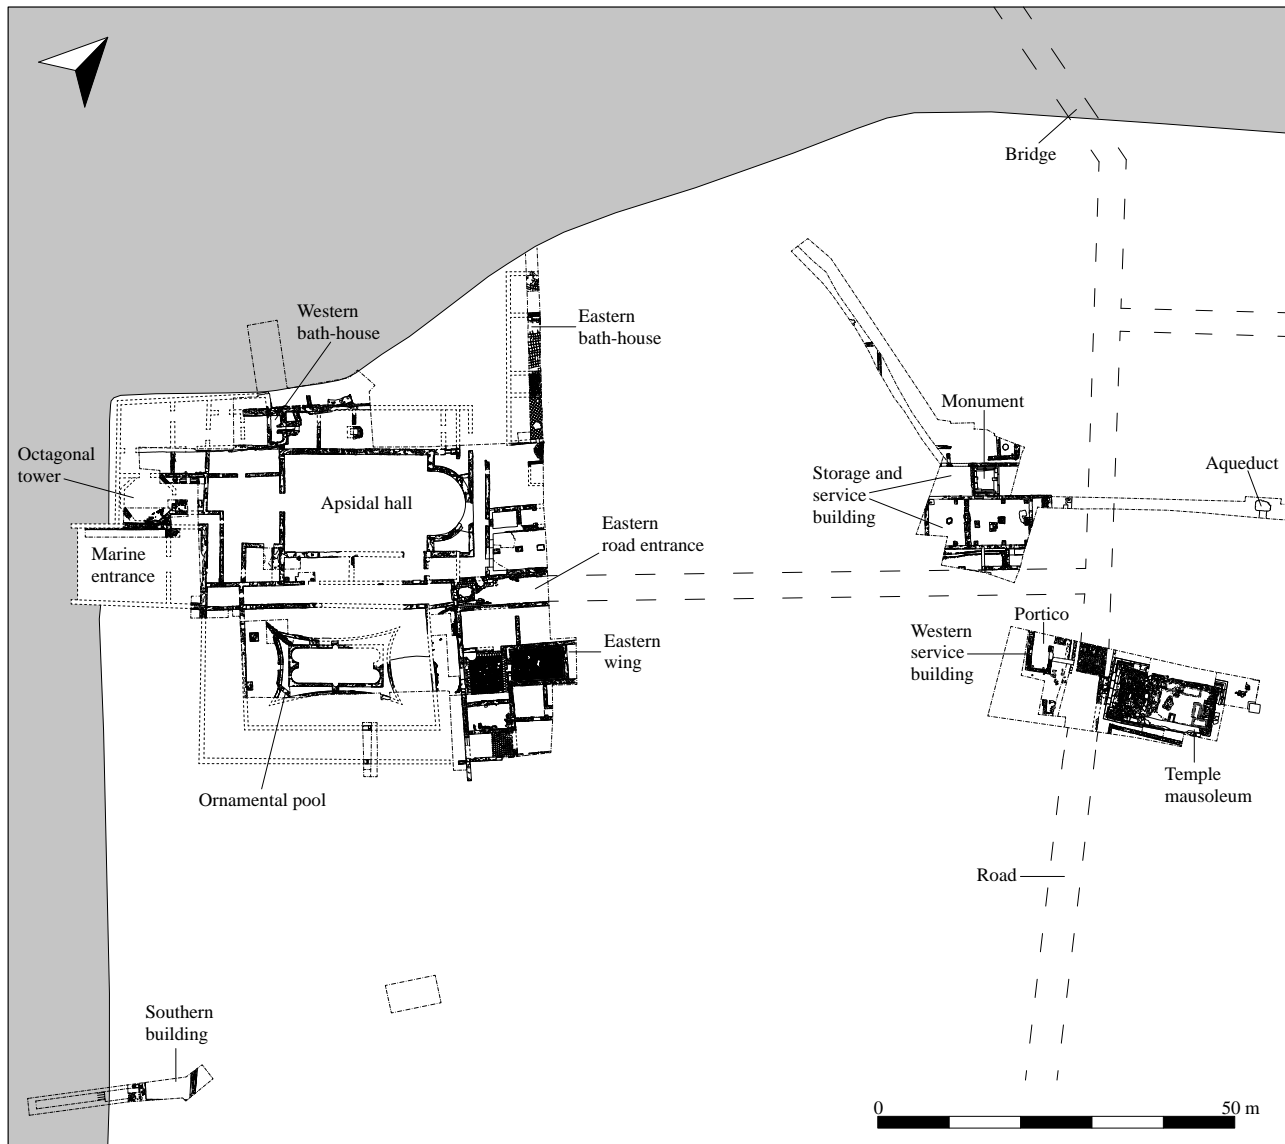 Bridge
Western
bath-house
Eastern
bath-house
Monument
Octagonal
tower
Storage and
service
building
Aqueduct
Apsidal hall
Eastern
road entrance
Marine
entrance
Portico
Western
service
building
Eastern
wing
Temple
mausoleum
Ornamental pool
Road
Southern
building
0
50 m